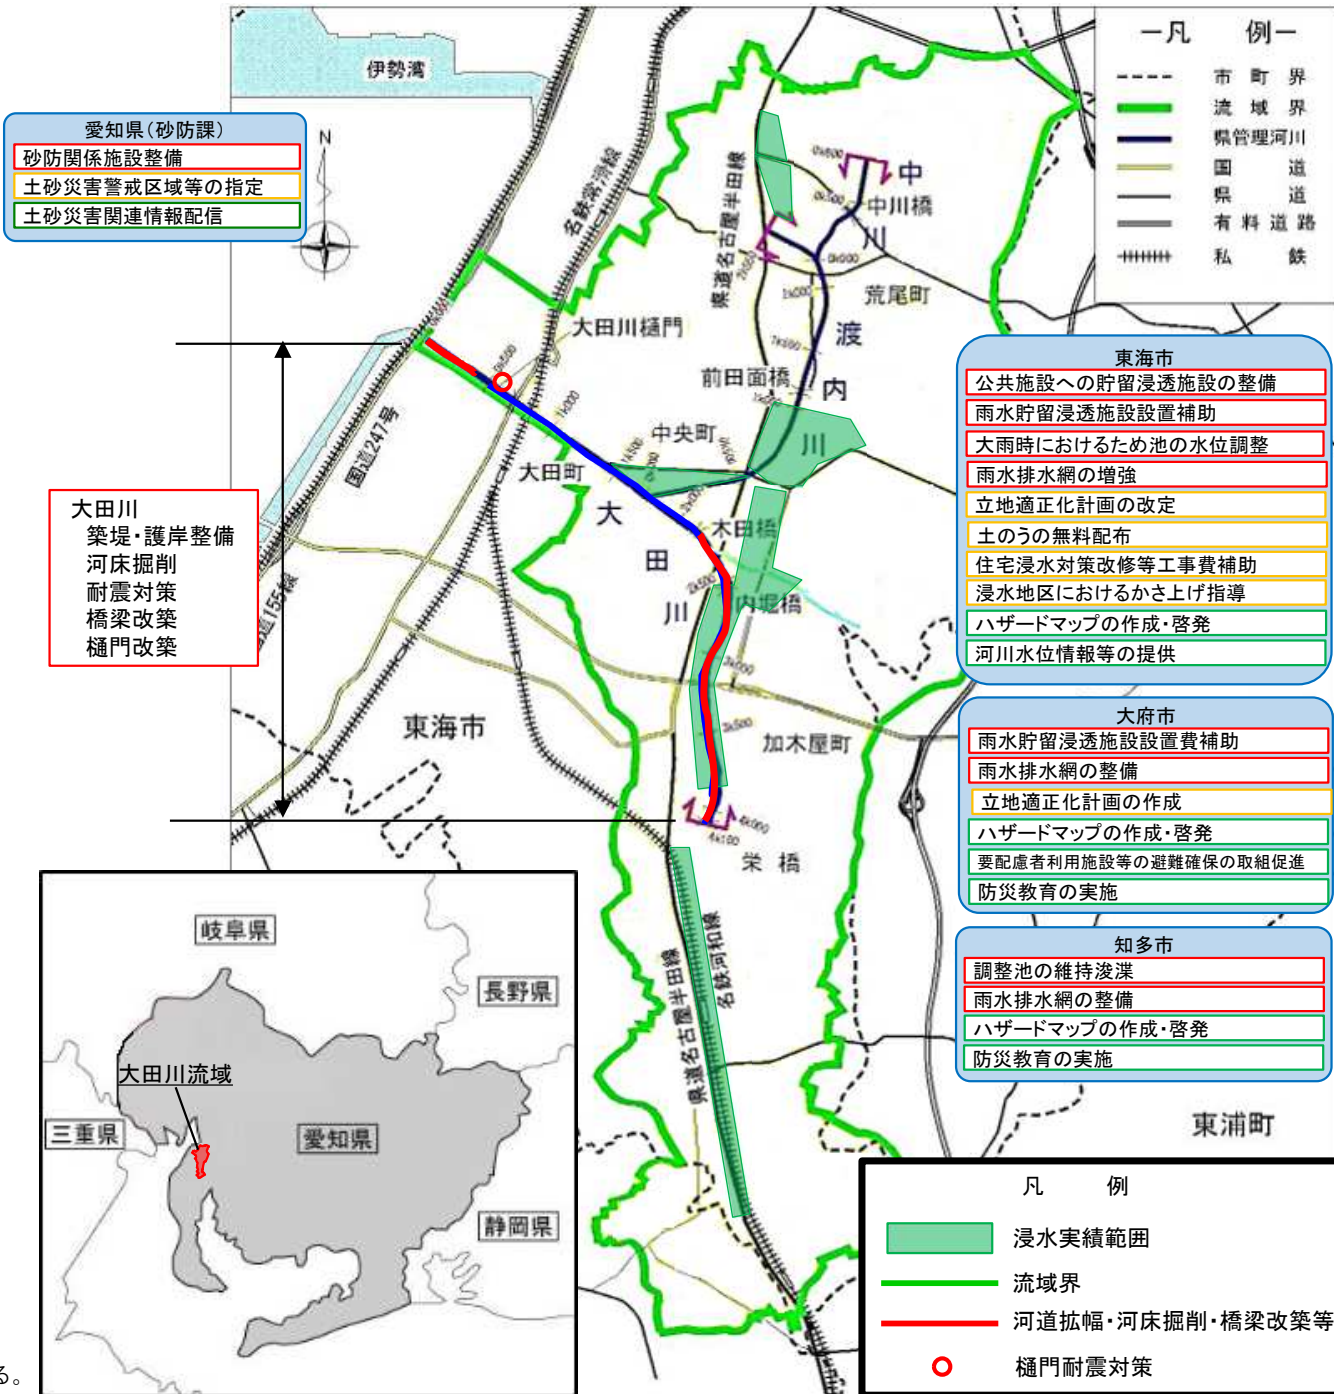 伊勢湾
N
愛知県(砂防課)
砂防関係施設整備
土砂災害警戒区域等の指定
土砂災害関連情報配信
ー凡 例ー
市町界
流域界
県管理河川
国道
県道
有料道路
私鉄
名鉄常滑線
県道名古屋半田線
0k600
中川
0k500
中川橋
2k050
0k000
荒尾町
1k000
渡内川
前田面橋
0k000
大田川樋門
0k500
1k000
中央町
0k500
1k500
0k000
大田町
2k000
国道247号
大田川
木田橋
2k500
内堀橋
3k000
3k500
加木屋町
4k000
4k100
栄橋
大田川
築堤・護岸整備
河床掘削
耐震対策
橋梁改築
樋門改築
155線
東海市
東海市
公共施設への貯留浸透施設の整備
雨水貯留浸透施設設置補助
大雨時におけるため池の水位調整
雨水排水網の増強
立地適正化計画の改定
土のうの無料配布
住宅浸水対策改修等工事費補助
浸水地区におけるかさ上げ指導
ハザードマップの作成・啓発
河川水位情報等の提供
大府市
雨水貯留浸透施設設置費補助
雨水排水網の整備
立地適正化計画の作成
ハザードマップの作成・啓発
要配慮者利用施設等の避難確保の取組促進
防災教育の実施
知多市
調整池の維持浚渫
雨水排水網の整備
ハザードマップの作成・啓発
防災教育の実施
県道名古屋半田線
名鉄河和線
東浦町
岐阜県
長野県
大田川流域
三重県
愛知県
静岡県
凡 例
浸水実績範囲
流域界
河道拡幅・河床掘削・橋梁改築等
樋門耐震対策
る。